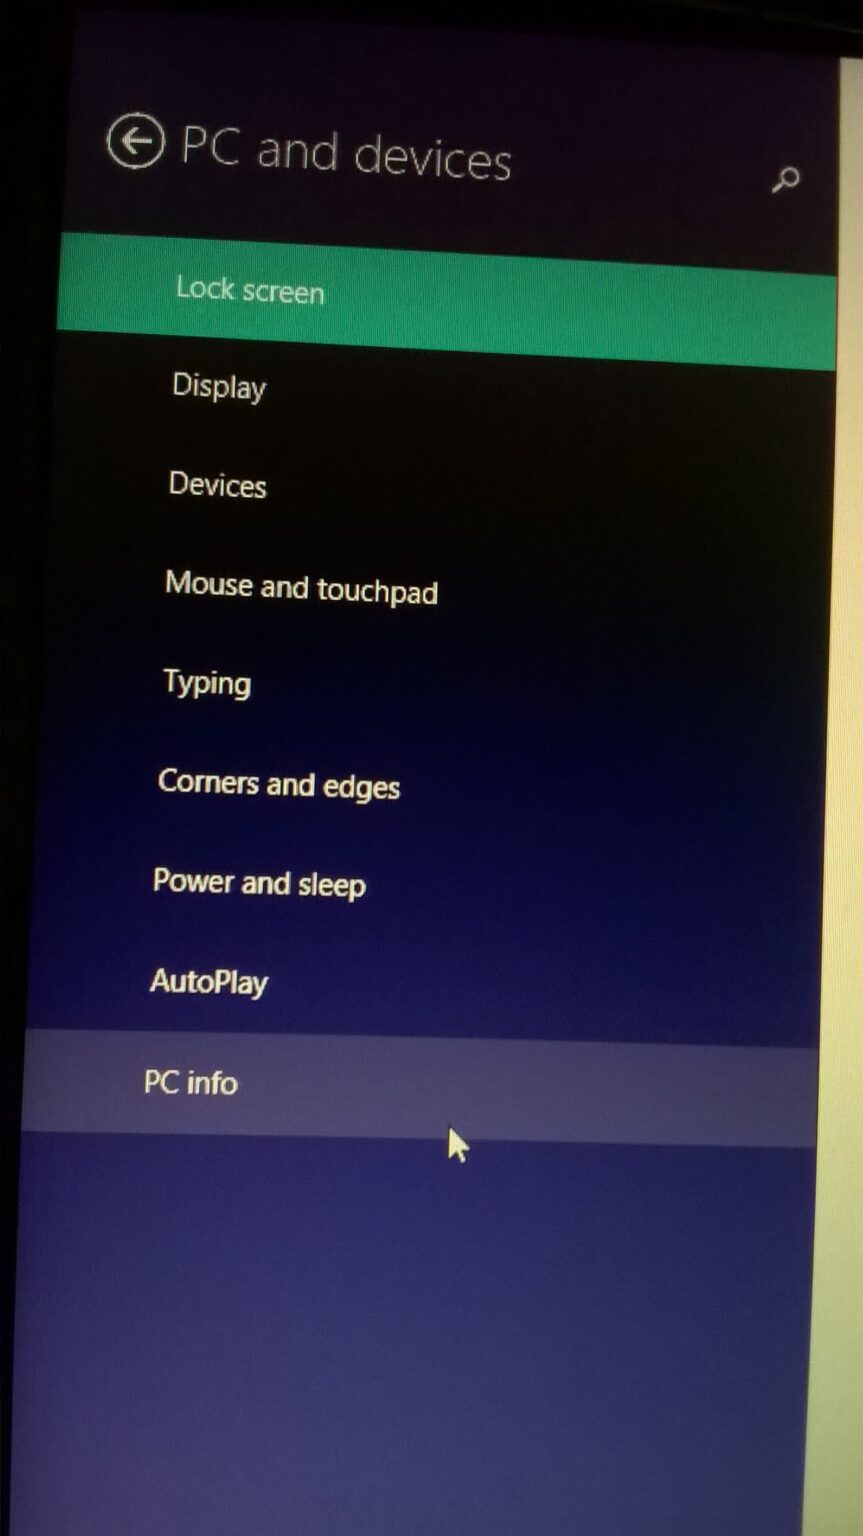 PC and devices
Lock screen
Display
Devices
Mouse and touchpad
Typing
Corners and edges
Power and sleep
AutoPlay
PC info